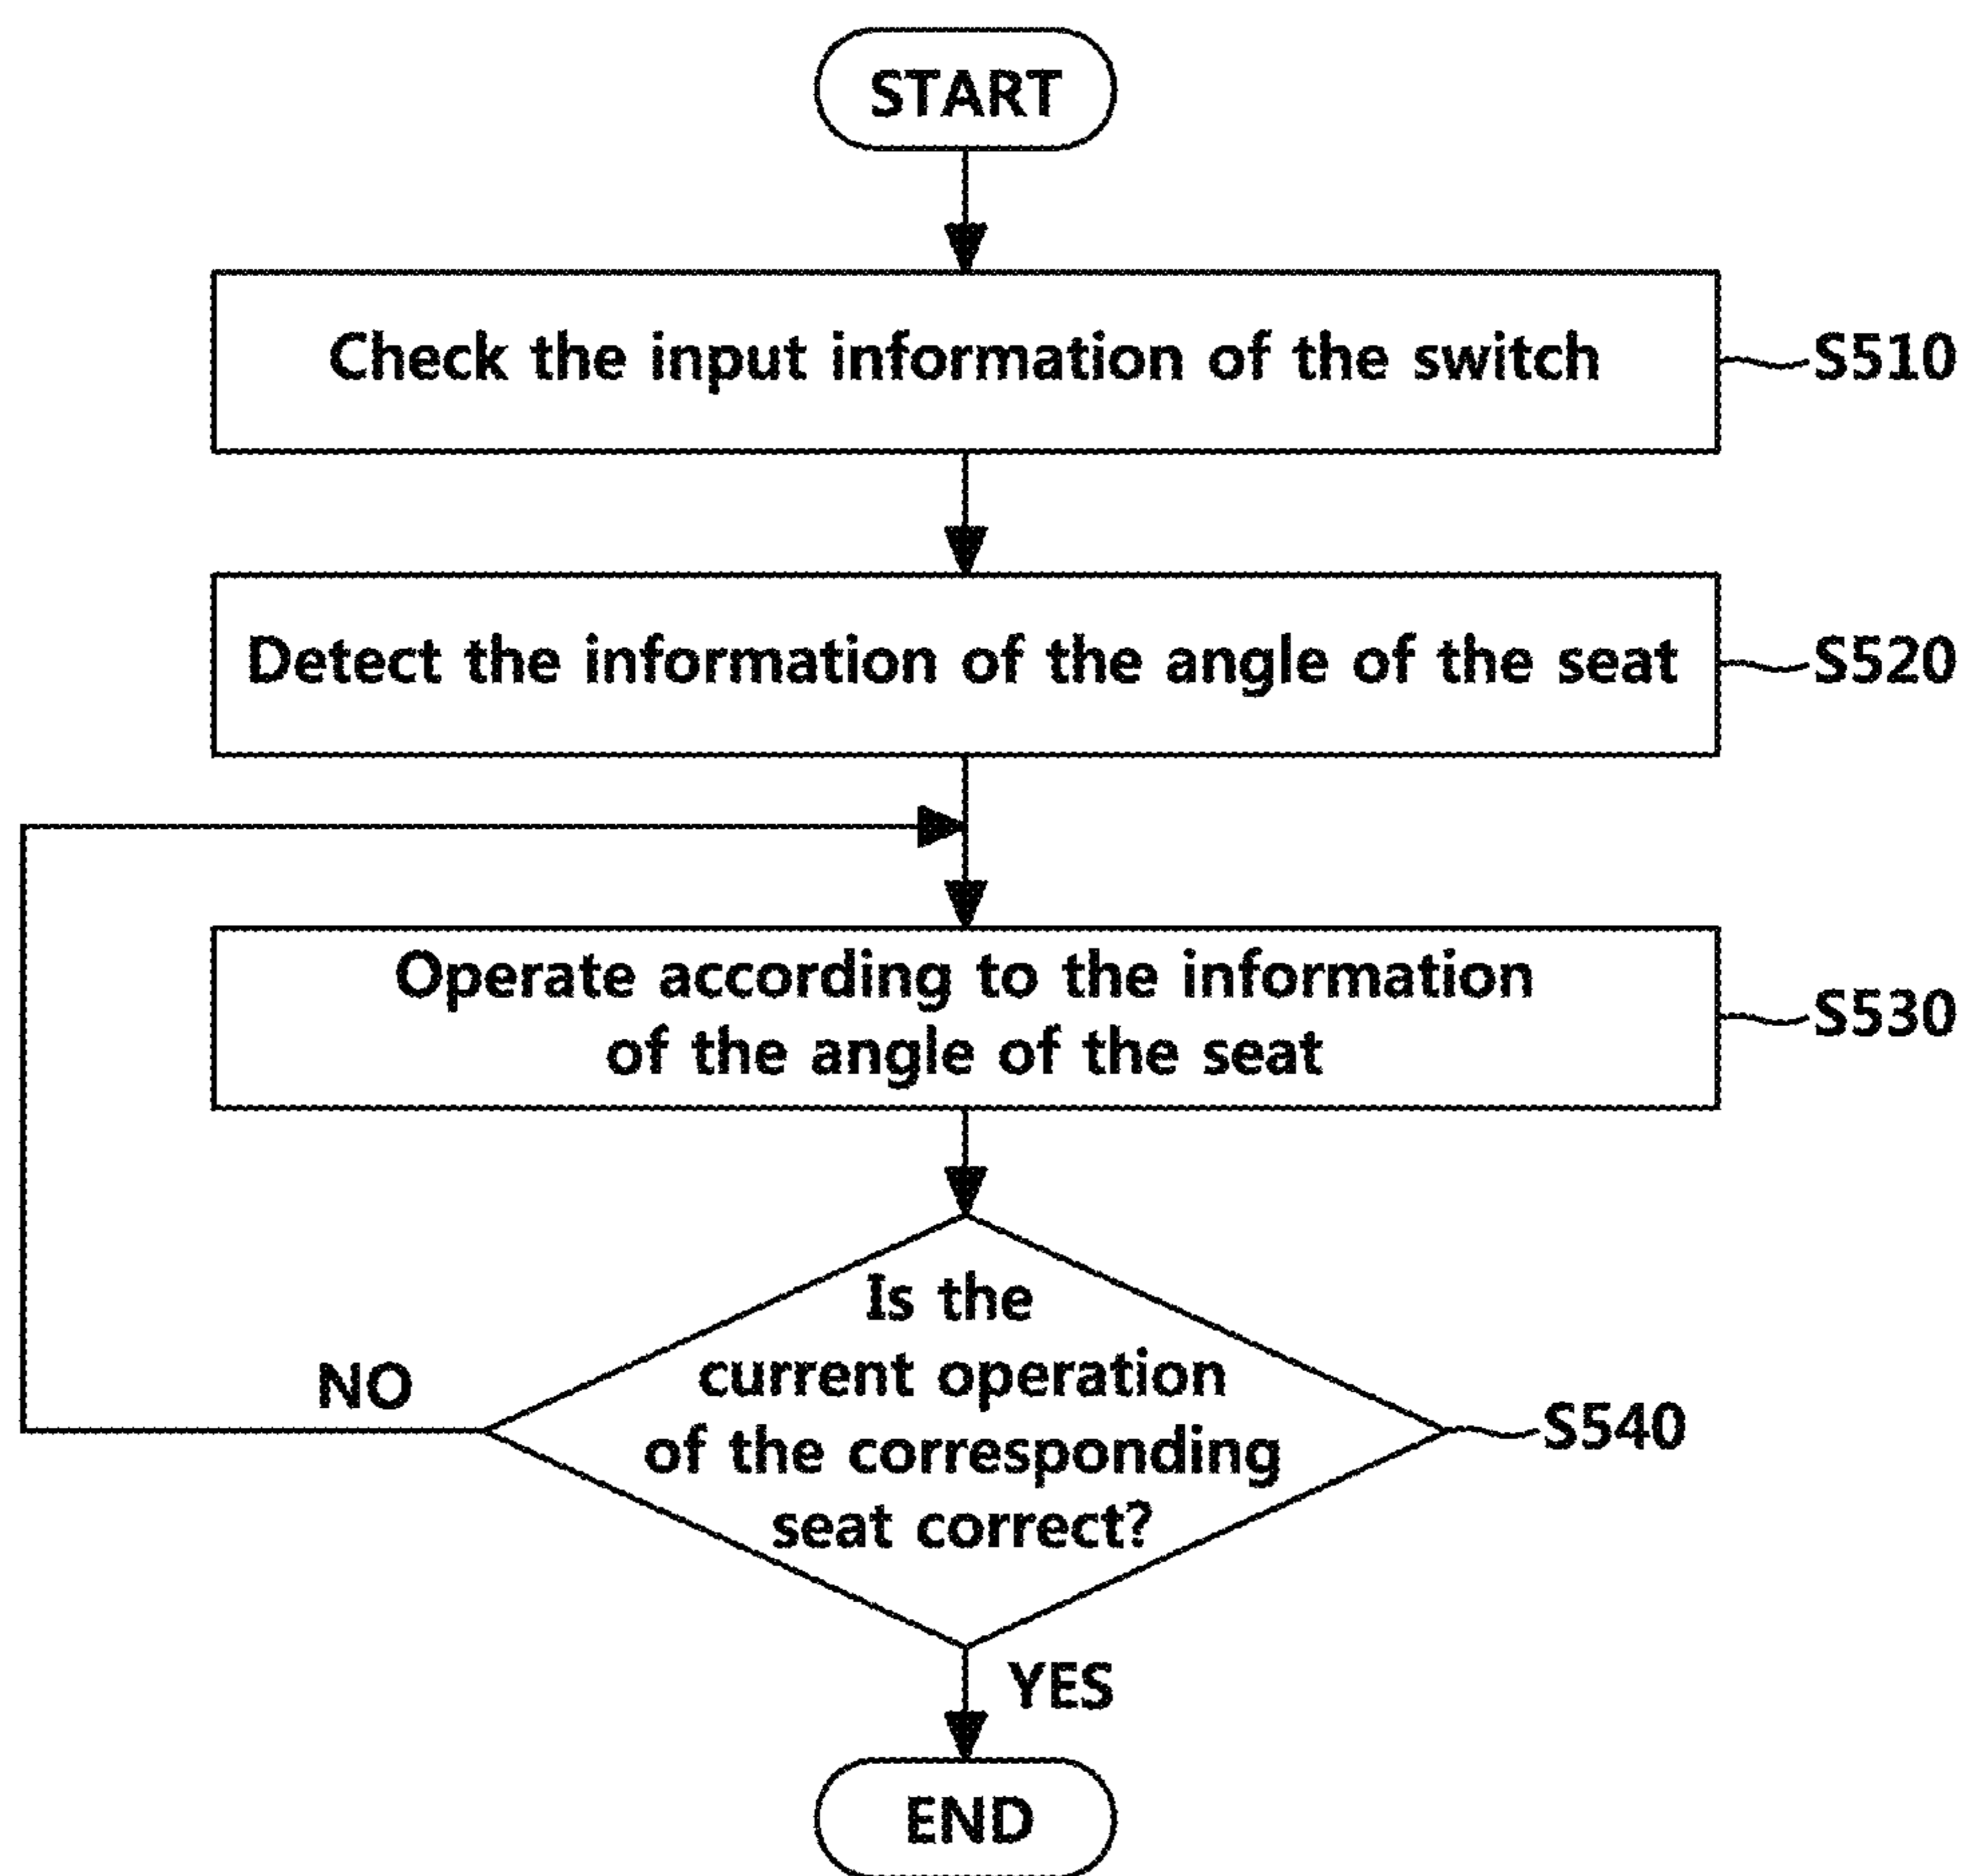 START
Check the input information of the switch
S510
Detect the information of the angle of the seat
S520
Operate according to the information
of the angle of the seat
S530
Is the
current operation
of the corresponding
seat correct?
NO
S540
YES
END